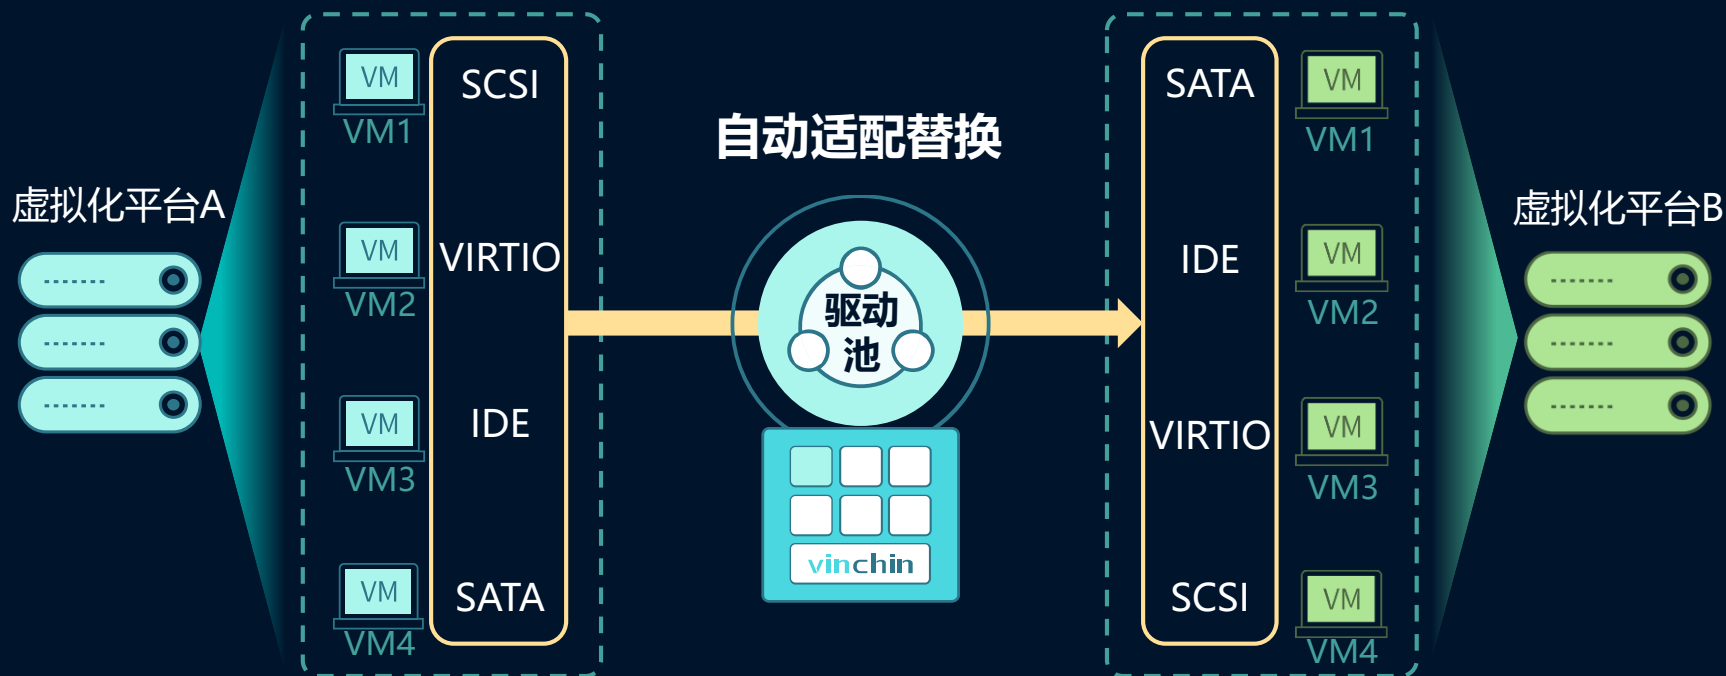 虚拟化平台A
VM
VM1
SCSI
VM
VM2
VIRTIO
VM
VM3
IDE
VM
VM4
SATA
自动适配替换
驱动
池
vinchin
SATA
VM
VM1
IDE
VM
VM2
VIRTIO
VM
VM3
SCSI
VM
VM4
虚拟化平台B